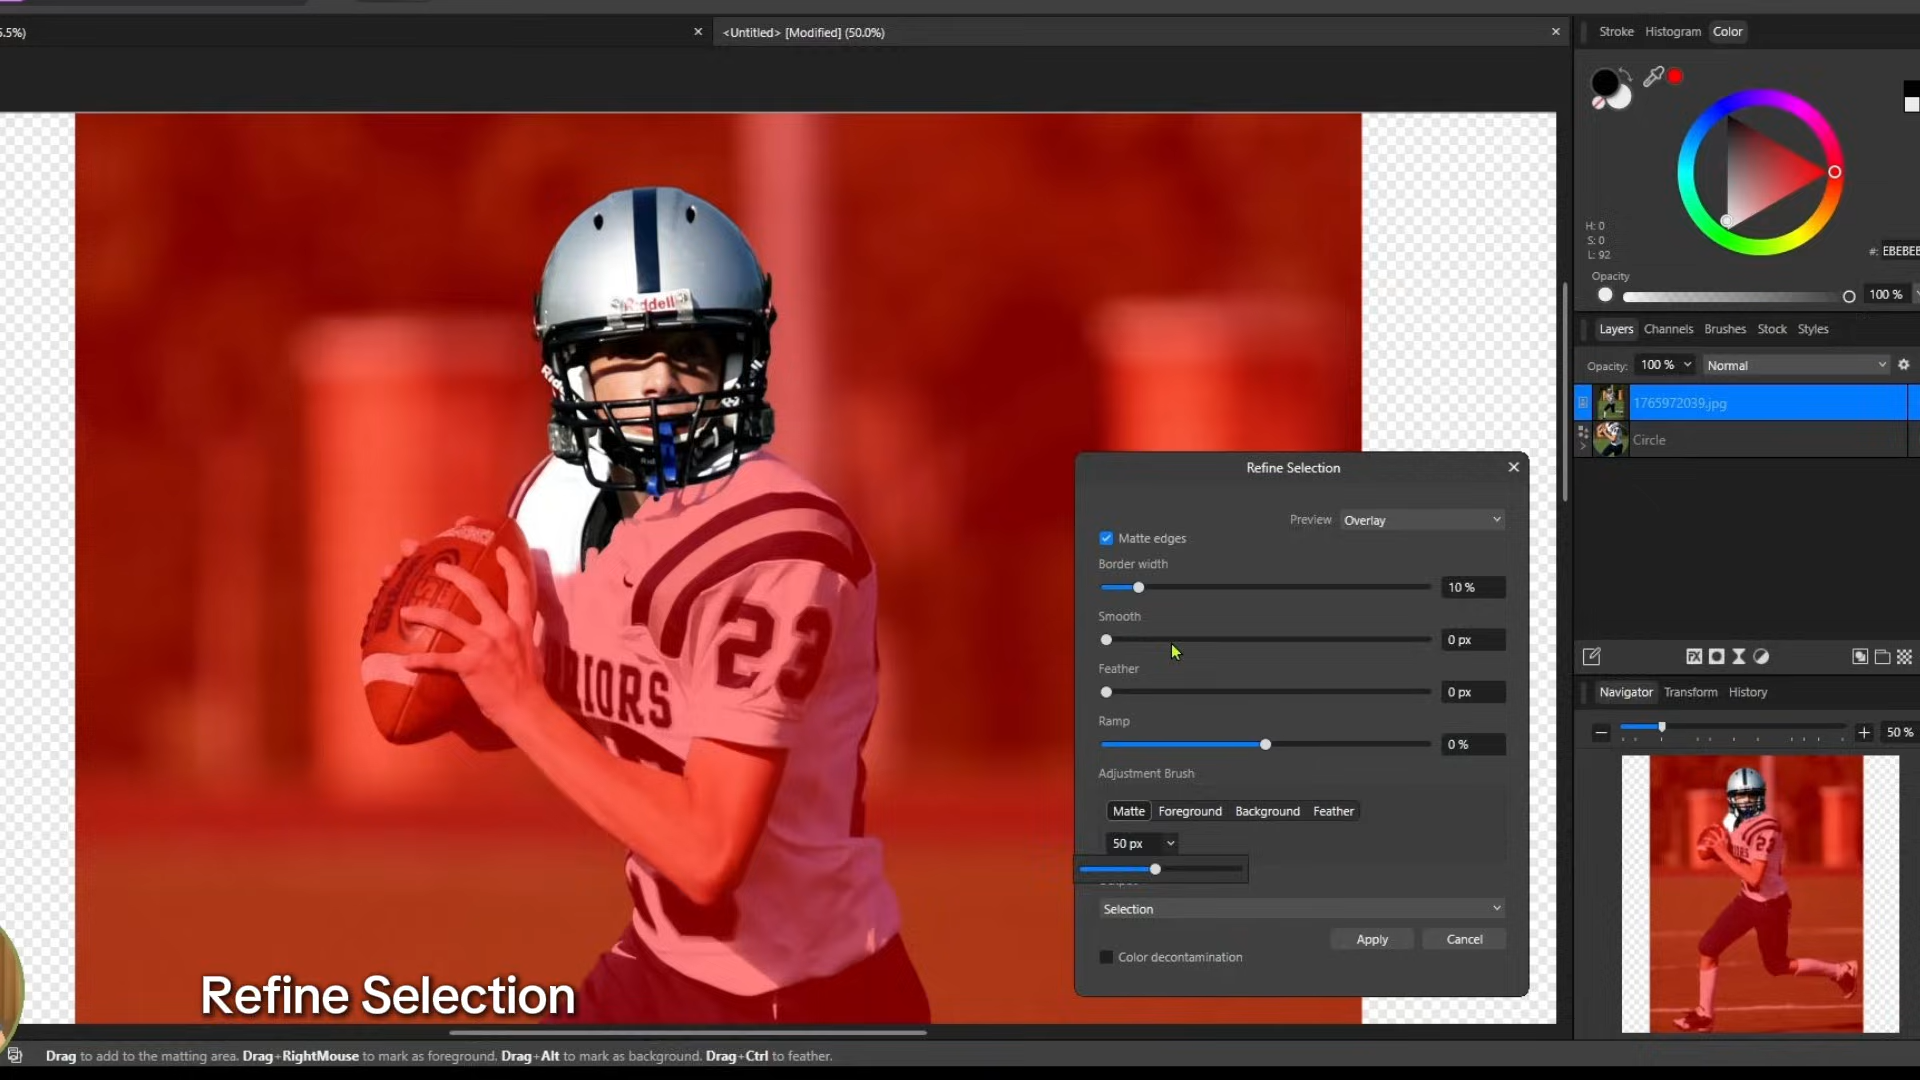 5.5%)
<Untitled> [Modified] (50.0%)
Stroke Histogram Color
H: 0
S: 0
L: 92
#: EBEBEB
Opacity
100 %
Layers Channels Brushes Stock Styles
Opacity: 100 % Normal
1765972039.jpg
Circle
Navigator Transform History
50 %
Riddell
WARRIORS
23
Refine Selection
Preview Overlay
Matte edges
Border width
10 %
Smooth
0 px
Feather
0 px
Ramp
0 %
Adjustment Brush
Matte Foreground Background Feather
50 px
Selection
Apply Cancel
Color decontamination
Refine Selection
Drag to add to the matting area. Drag+RightMouse to mark as foreground. Drag+Alt to mark as background. Drag+Ctrl to feather.